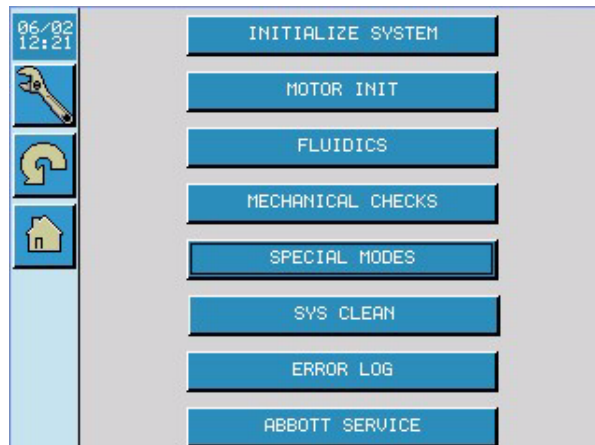 06/02
12:21
INITIALIZE SYSTEM
MOTOR INIT
FLUIDICS
MECHANICAL CHECKS
SPECIAL MODES
SYS CLEAN
ERROR LOG
ABBOTT SERVICE